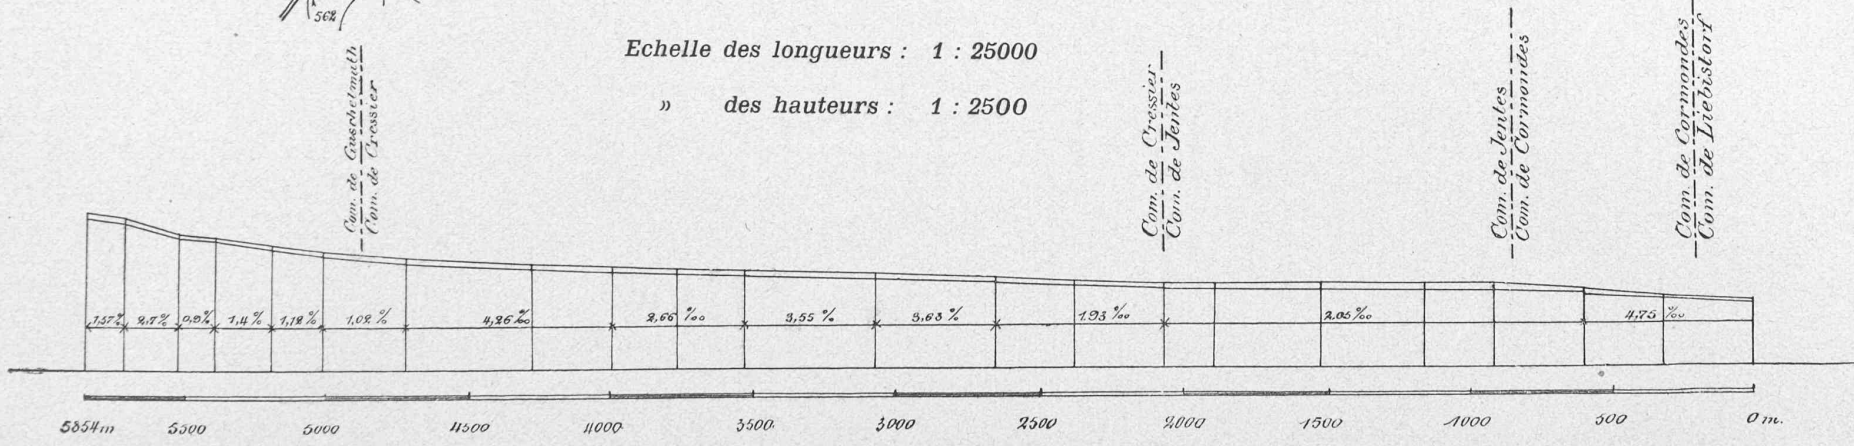 562
Echelle des longueurs : 1 : 25000
» des hauteurs : 1 : 2500
Com. de Guschelmuth
Com. de Cressier
Com. de Cressier
Com. de Jentes
Com. de Jentes
Com. de Cormondes
Com. de Cormondes
Com. de Liebistorf
1,57% 2,7% 0,9% 1,4% 1,12% 1,02% 4,26‰ 2,66‰ 3,55% 3,63% 1.93‰ 2,05‰ 4,75‰
5854m 5500 5000 4500 4000 3500 3000 2500 2000 1500 1000 500 0 m.